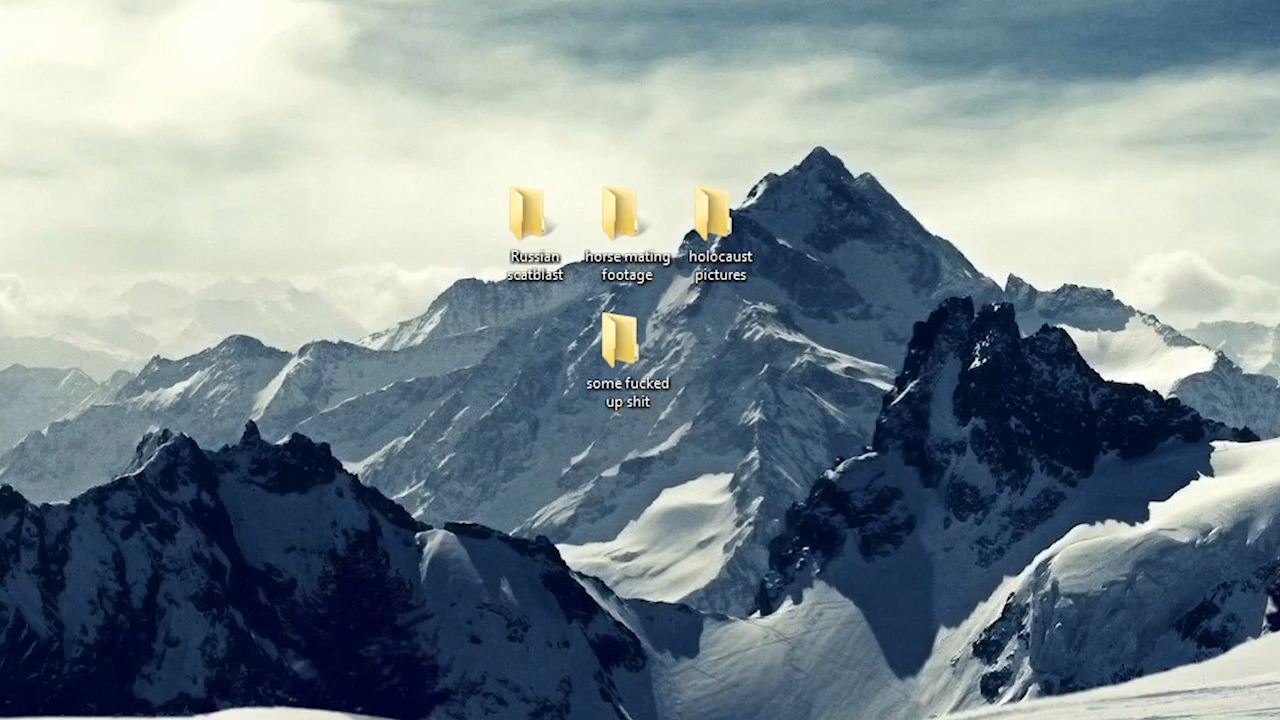 Russian
scatblast
horse mating
footage
holocaust
pictures
some fucked
up shit